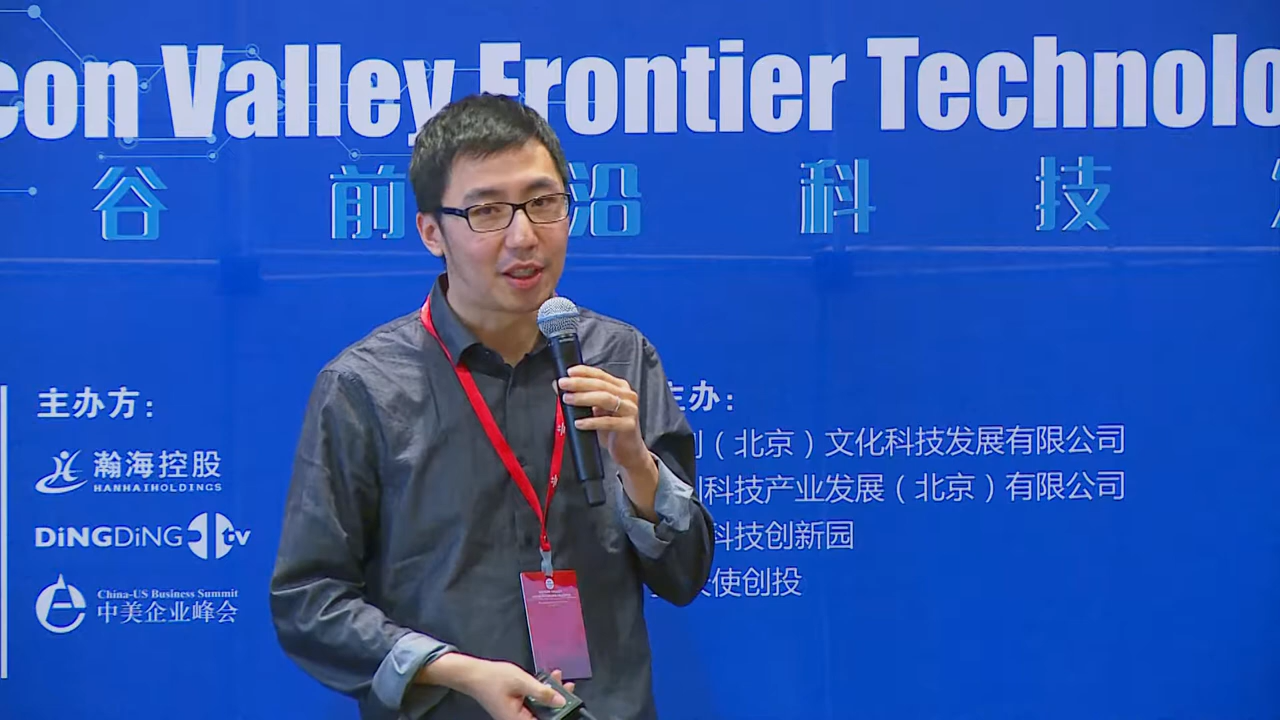 con Valley Frontier Technolo
谷前沿科技
主办方：
瀚海控股
HANHAIHOLDINGS
DiNGDiNG tv
China-US Business Summit
中美企业峰会
主办：
创（北京）文化科技发展有限公司
科技产业发展（北京）有限公司
科技创新园
天使创投